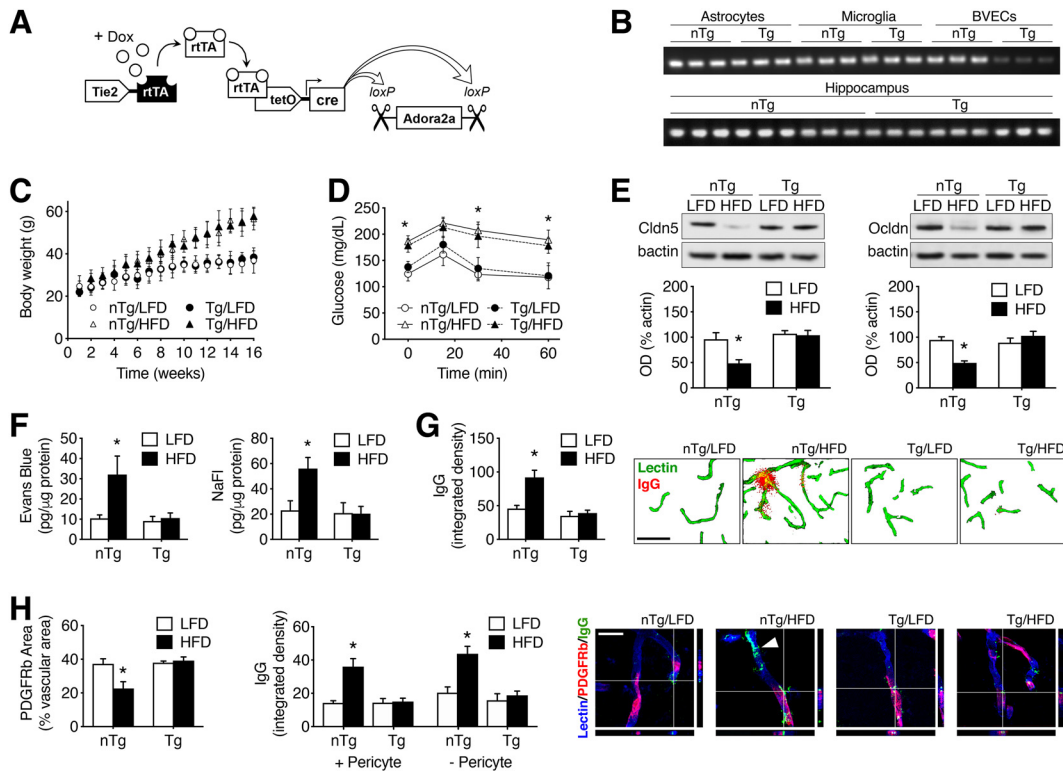 A
+ Dox
rtTA
rtTA
Tie2
rtTA
tetO
cre
loxP
loxP
Adora2a
B
Astrocytes Microglia BVECs
nTg Tg nTg Tg nTg Tg
Hippocampus
nTg Tg
C
Body weight (g)
60
40
20
0
nTg/LFD Tg/LFD
nTg/HFD Tg/HFD
0 2 4 6 8 10 12 14 16
Time (weeks)
D
Glucose (mg/dL)
250
200
150
100
50
0
* * *
nTg/LFD Tg/LFD
nTg/HFD Tg/HFD
0 15 30 45 60
Time (min)
E
nTg Tg
LFD HFD LFD HFD
Cldn5
bactin
OD (% actin)
200
150
100
50
0
LFD
HFD
*
nTg Tg
nTg Tg
LFD HFD LFD HFD
Ocldn
bactin
OD (% actin)
200
150
100
50
0
LFD
HFD
*
nTg Tg
F
Evans Blue
(pg/µg protein)
50
40
30
20
10
0
LFD
HFD
*
nTg Tg
NaFl
(pg/µg protein)
80
60
40
20
0
LFD
HFD
*
nTg Tg
G
IgG
(integrated density)
150
100
50
0
LFD
HFD
*
nTg Tg
nTg/LFD nTg/HFD Tg/LFD Tg/HFD
Lectin
IgG
H
PDGFRb Area
(% vascular area)
60
40
20
0
LFD
HFD
*
nTg Tg
IgG
(integrated density)
60
40
20
0
LFD
HFD
* *
nTg Tg nTg Tg
+ Pericyte - Pericyte
Lectin/PDGFRb/IgG
nTg/LFD nTg/HFD Tg/LFD Tg/HFD